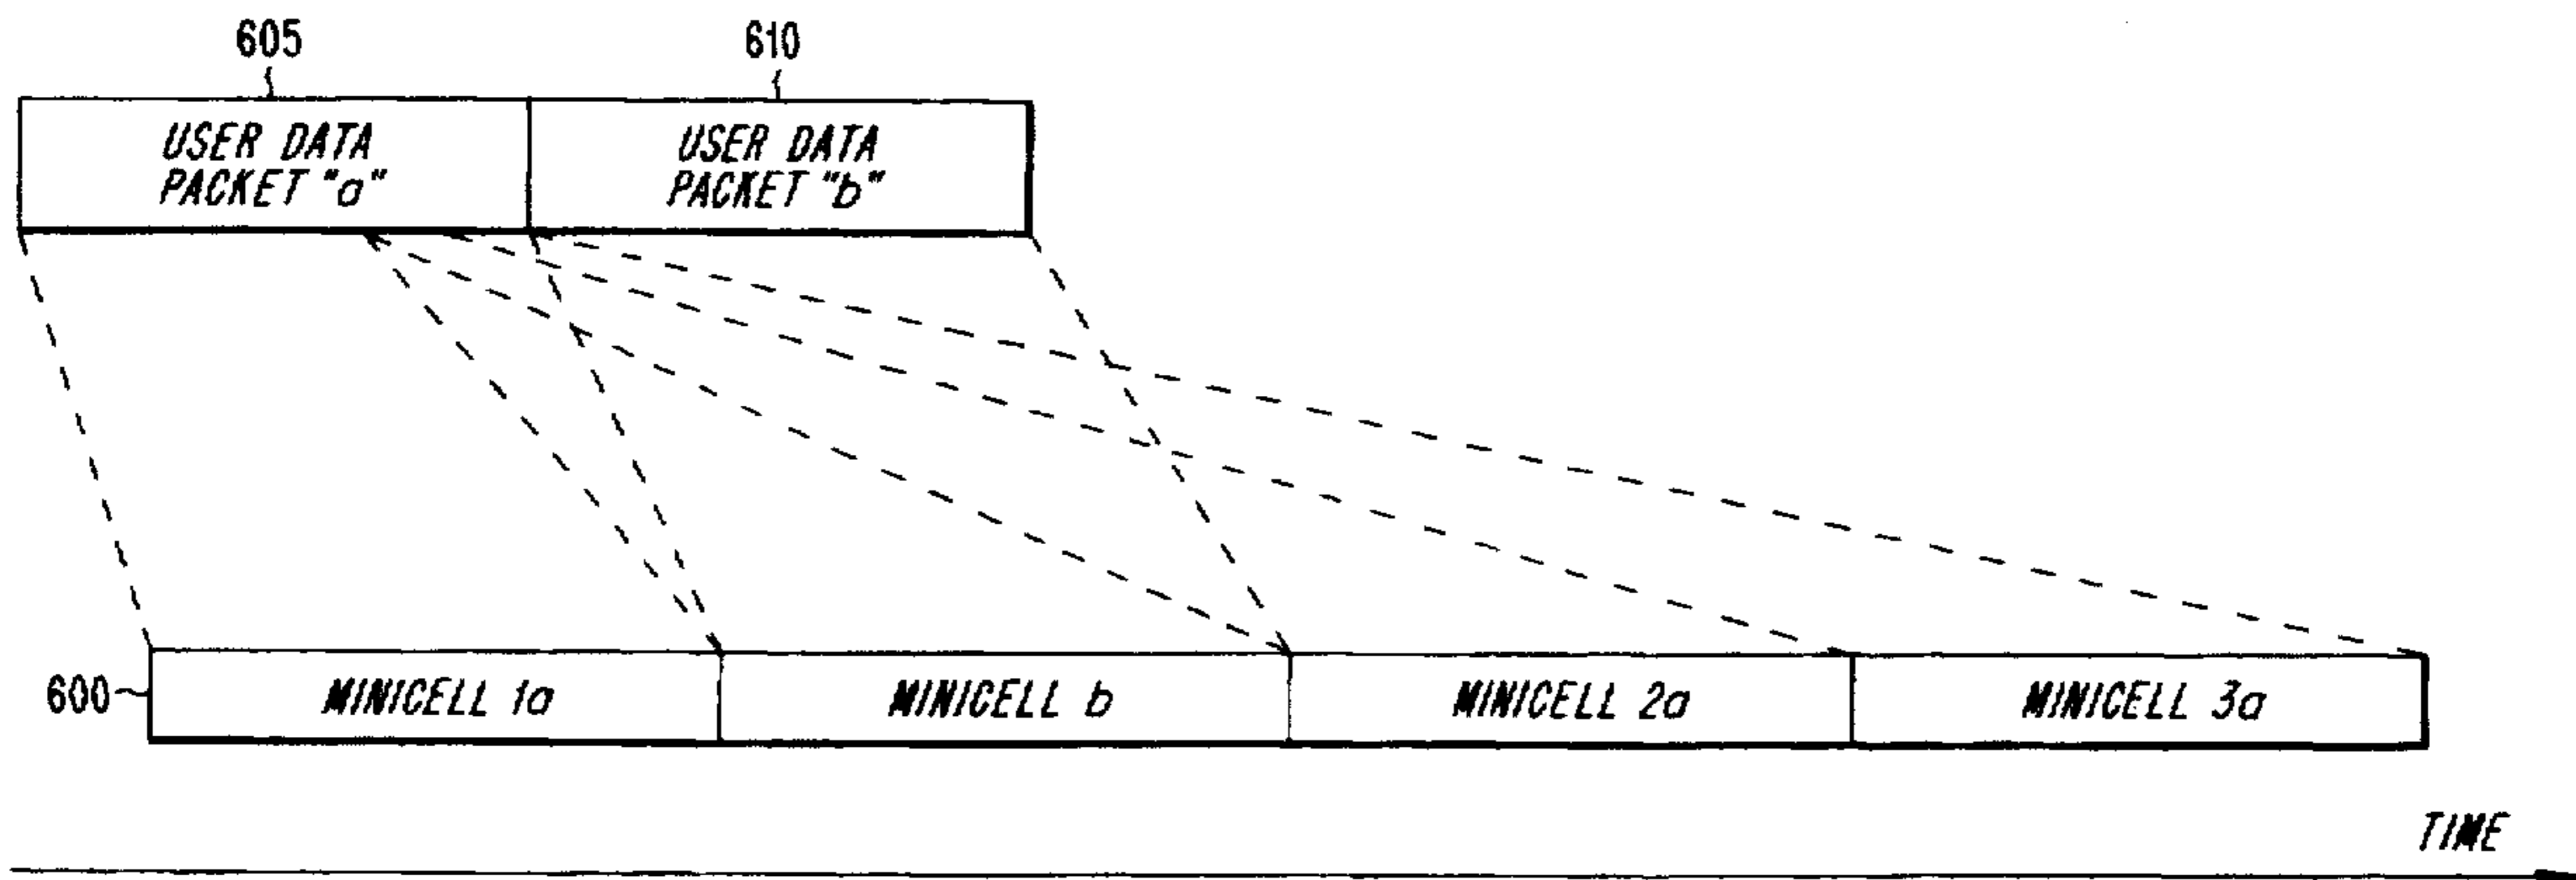 605
610
USER DATA
PACKET "a"
USER DATA
PACKET "b"
600
MINICELL 1a
MINICELL b
MINICELL 2a
MINICELL 3a
TIME